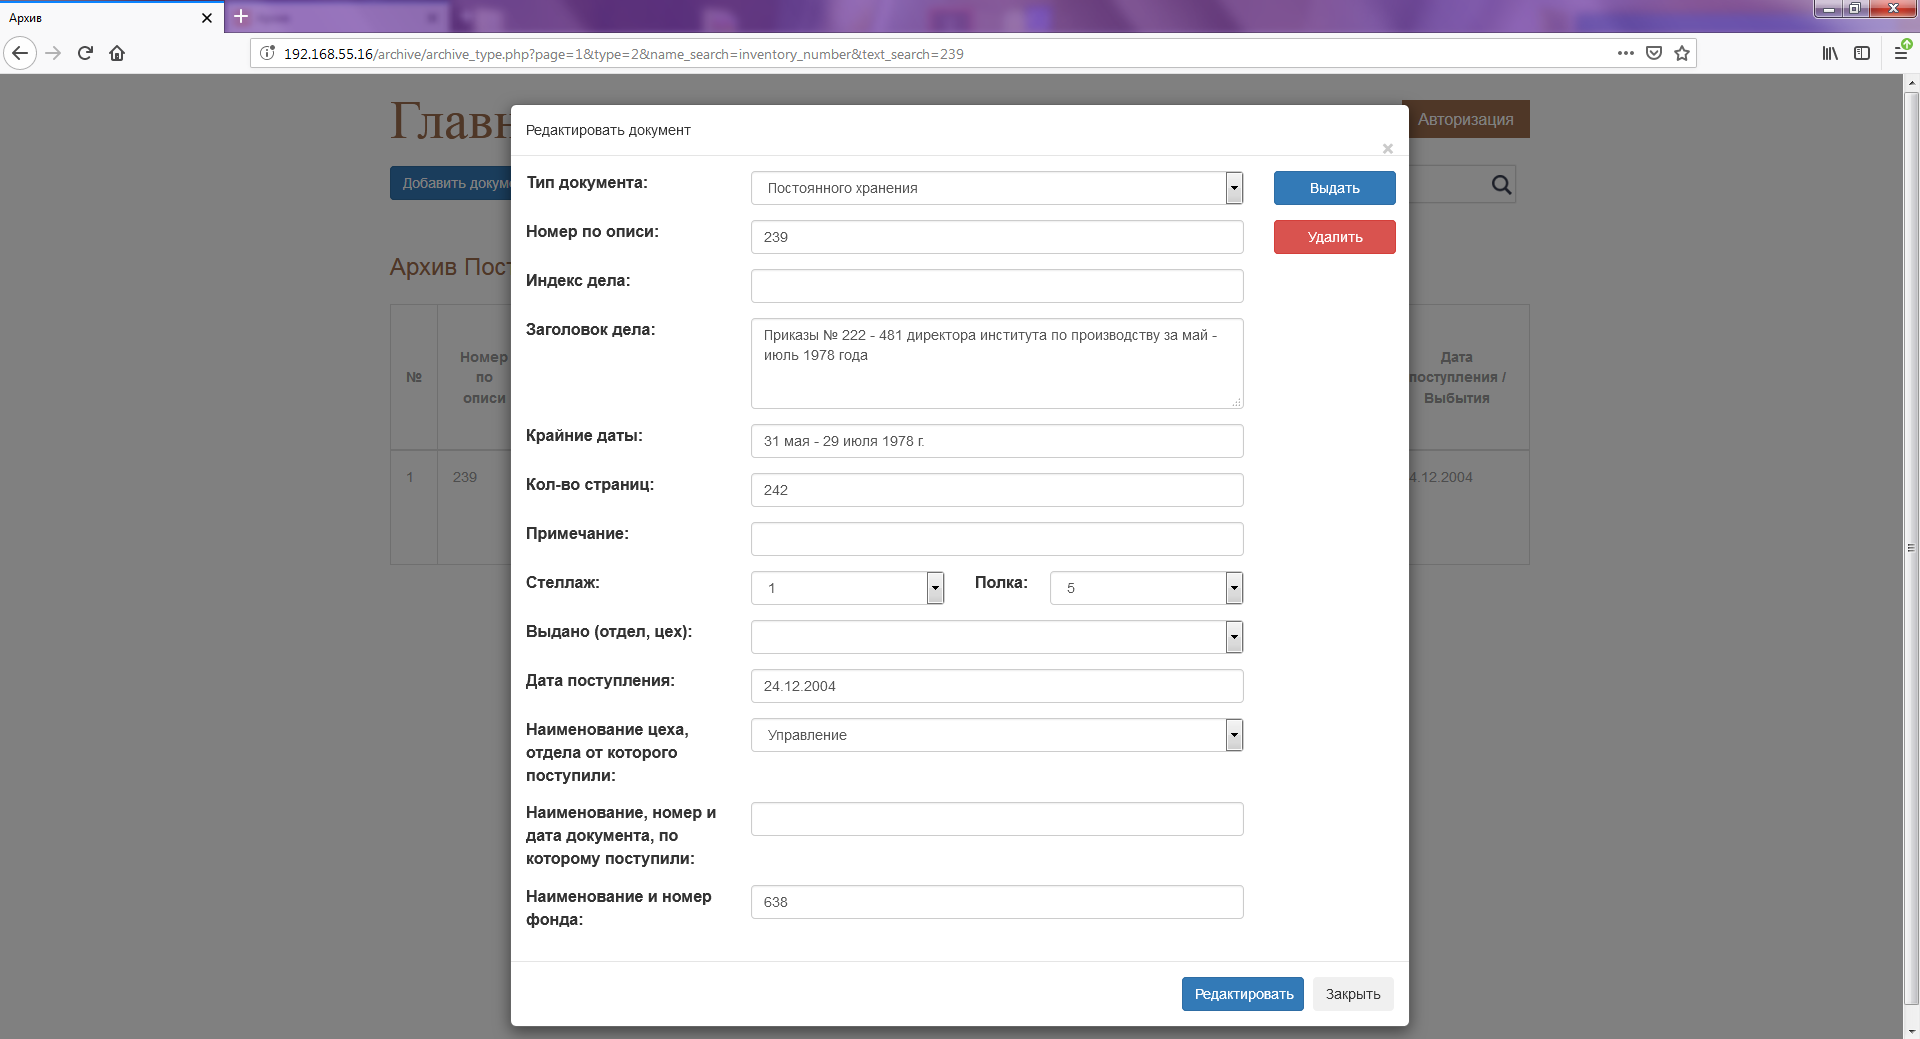 Архив
192.168.55.16/archive/archive_type.php?page=1&type=2&name_search=inventory_number&text_search=239
Авторизация
Редактировать документ
×
Тип документа:
Постоянного хранения
Выдать
Номер по описи:
239
Удалить
Индекс дела:
Заголовок дела:
Приказы № 222 - 481 директора института по производству за май -
июль 1978 года
Крайние даты:
31 мая - 29 июля 1978 г.
Кол-во страниц:
242
Примечание:
Стеллаж:
1
Полка:
5
Выдано (отдел, цех):
Дата поступления:
24.12.2004
Наименование цеха,
отдела от которого
поступили:
Управление
Наименование, номер и
дата документа, по
которому поступили:
Наименование и номер
фонда:
638
Редактировать
Закрыть
Главн
Добавить докум
Архив Пост
№
Номер
по
описи
Дата
поступления /
Выбытия
1
239
4.12.2004